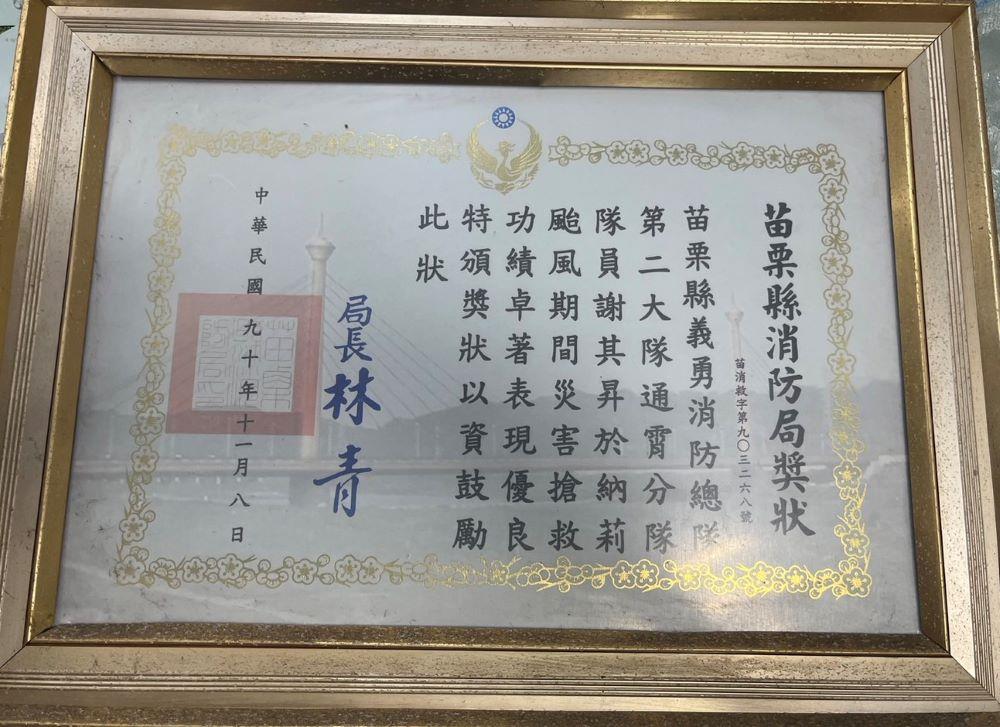 苗栗縣消防局獎狀
苗消救字第九〇三二六八號
苗栗縣義勇消防總隊
第二大隊通霄分隊
隊員謝其昇於納莉
颱風期間災害搶救
功績卓著表現優良
特頒獎狀以資鼓勵
此狀
局長林青
中華民國九十年十一月八日